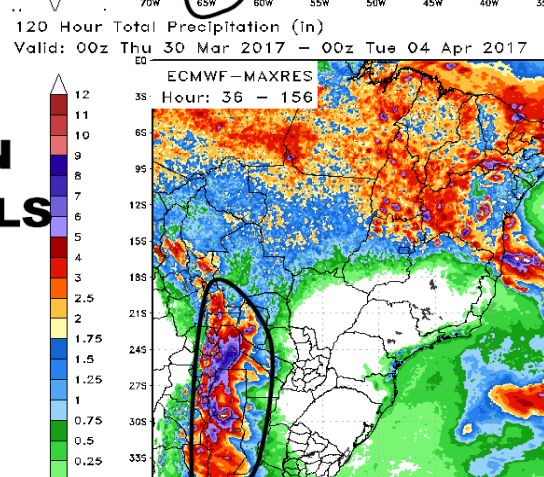 70W 65W 60W 55W 50W 45W 40W
120 Hour Total Precipitation (in)
Valid: 00z Thu 30 Mar 2017 – 00z Tue 04 Apr 2017
ECMWF–MAXRES
Hour: 36 – 156
EQ
3S
6S
9S
12S
15S
18S
21S
24S
27S
30S
33S
12
11
10
9
8
7
6
5
4
3
2.5
2
1.75
1.5
1.25
1
0.75
0.5
0.25
N
LS